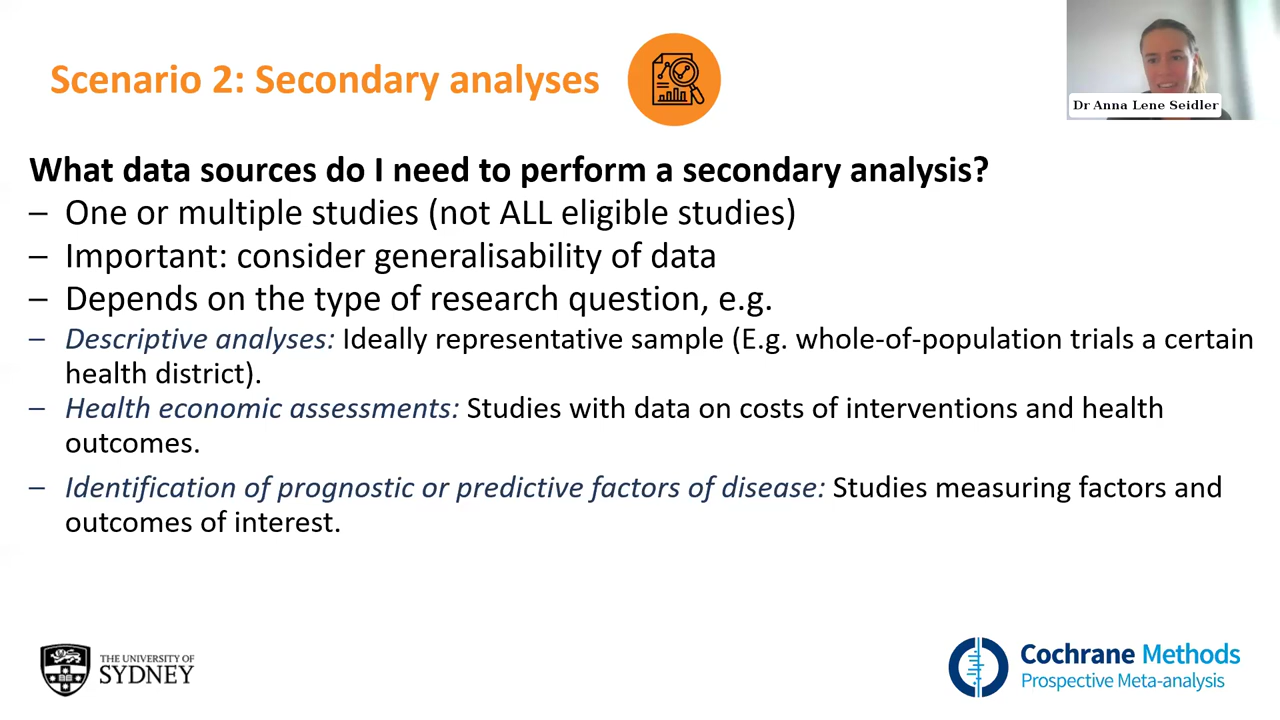 Scenario 2: Secondary analyses
Dr Anna Lene Seidler
What data sources do I need to perform a secondary analysis?
– One or multiple studies (not ALL eligible studies)
– Important: consider generalisability of data
– Depends on the type of research question, e.g.
– Descriptive analyses: Ideally representative sample (E.g. whole-of-population trials a certain
health district).
– Health economic assessments: Studies with data on costs of interventions and health
outcomes.
– Identification of prognostic or predictive factors of disease: Studies measuring factors and
outcomes of interest.
THE UNIVERSITY OF
SYDNEY
Cochrane Methods
Prospective Meta-analysis